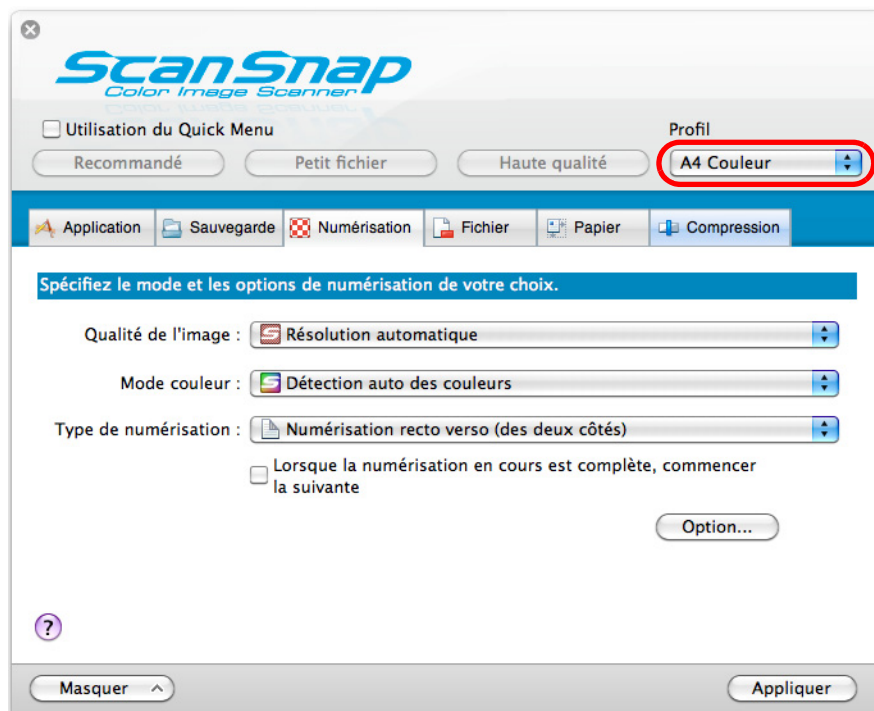 ScanSnap
Color Image Scanner
Utilisation du Quick Menu
Profil
Recommandé
Petit fichier
Haute qualité
A4 Couleur
Application
Sauvegarde
Numérisation
Fichier
Papier
Compression
Spécifiez le mode et les options de numérisation de votre choix.
Qualité de l'image :
Résolution automatique
Mode couleur :
Détection auto des couleurs
Type de numérisation :
Numérisation recto verso (des deux côtés)
Lorsque la numérisation en cours est complète, commencer
la suivante
Option...
?
Masquer
Appliquer